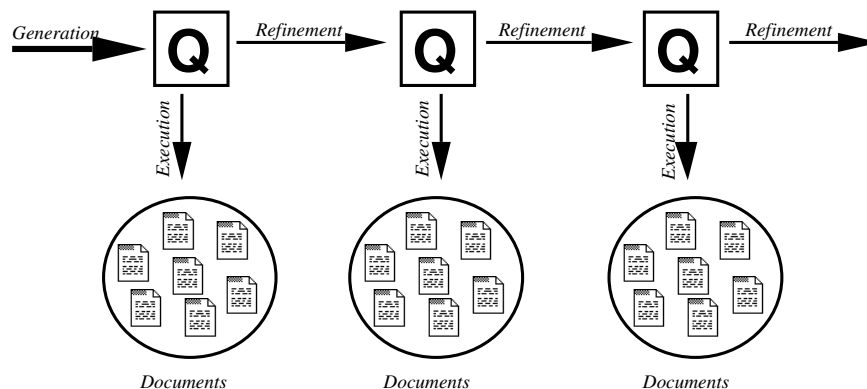 Generation
Q
Refinement
Q
Refinement
Q
Refinement
Execution
Execution
Execution
Documents
Documents
Documents